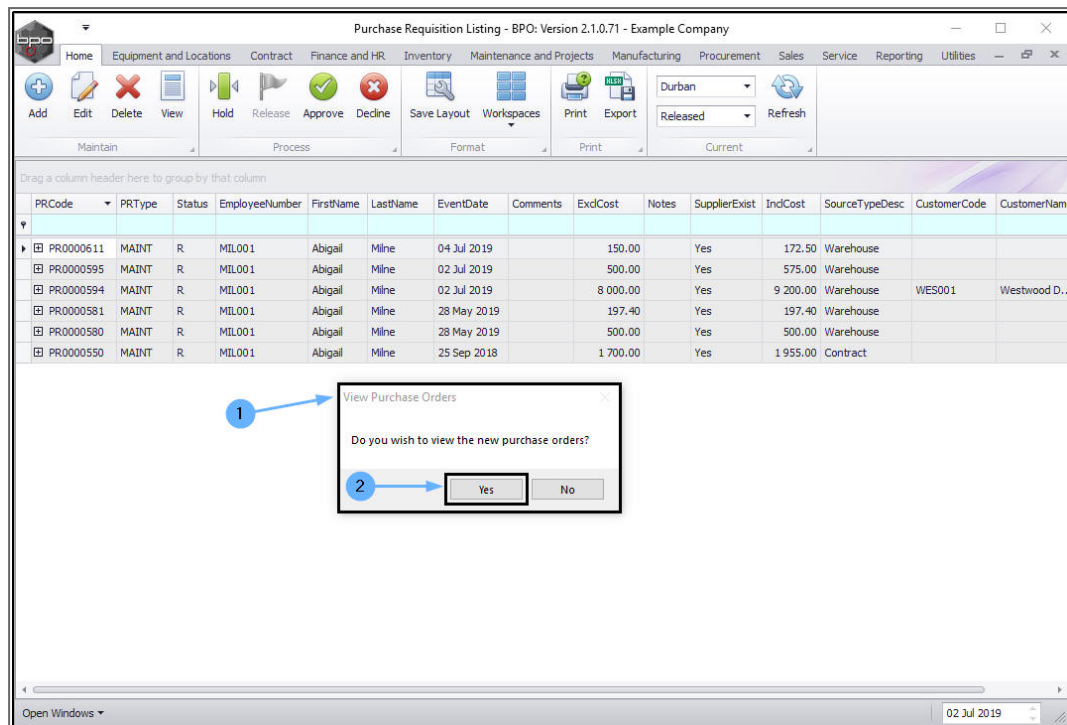 Purchase Requisition Listing - BPO: Version 2.1.0.71 - Example Company
bpo
Home Equipment and Locations Contract Finance and HR Inventory Maintenance and Projects Manufacturing Procurement Sales Service Reporting Utilities
Add Edit Delete View Hold Release Approve Decline Save Layout Workspaces Print Export Durban Released Refresh
XLSX
Maintain Process Format Print Current
Drag a column header here to group by that column
PRCode PRType Status EmployeeNumber FirstName LastName EventDate Comments ExclCost Notes SupplierExist InclCost SourceTypeDesc CustomerCode CustomerNam
PR0000611 MAINT R MIL001 Abigail Milne 04 Jul 2019 150.00 Yes 172.50 Warehouse
PR0000595 MAINT R MIL001 Abigail Milne 02 Jul 2019 500.00 Yes 575.00 Warehouse
PR0000594 MAINT R MIL001 Abigail Milne 02 Jul 2019 8 000.00 Yes 9 200.00 Warehouse WES001 Westwood D...
PR0000581 MAINT R MIL001 Abigail Milne 28 May 2019 197.40 Yes 197.40 Warehouse
PR0000580 MAINT R MIL001 Abigail Milne 28 May 2019 500.00 Yes 500.00 Warehouse
PR0000550 MAINT R MIL001 Abigail Milne 25 Sep 2018 1 700.00 Yes 1 955.00 Contract
View Purchase Orders
1
Do you wish to view the new purchase orders?
2
Yes No
Open Windows 02 Jul 2019